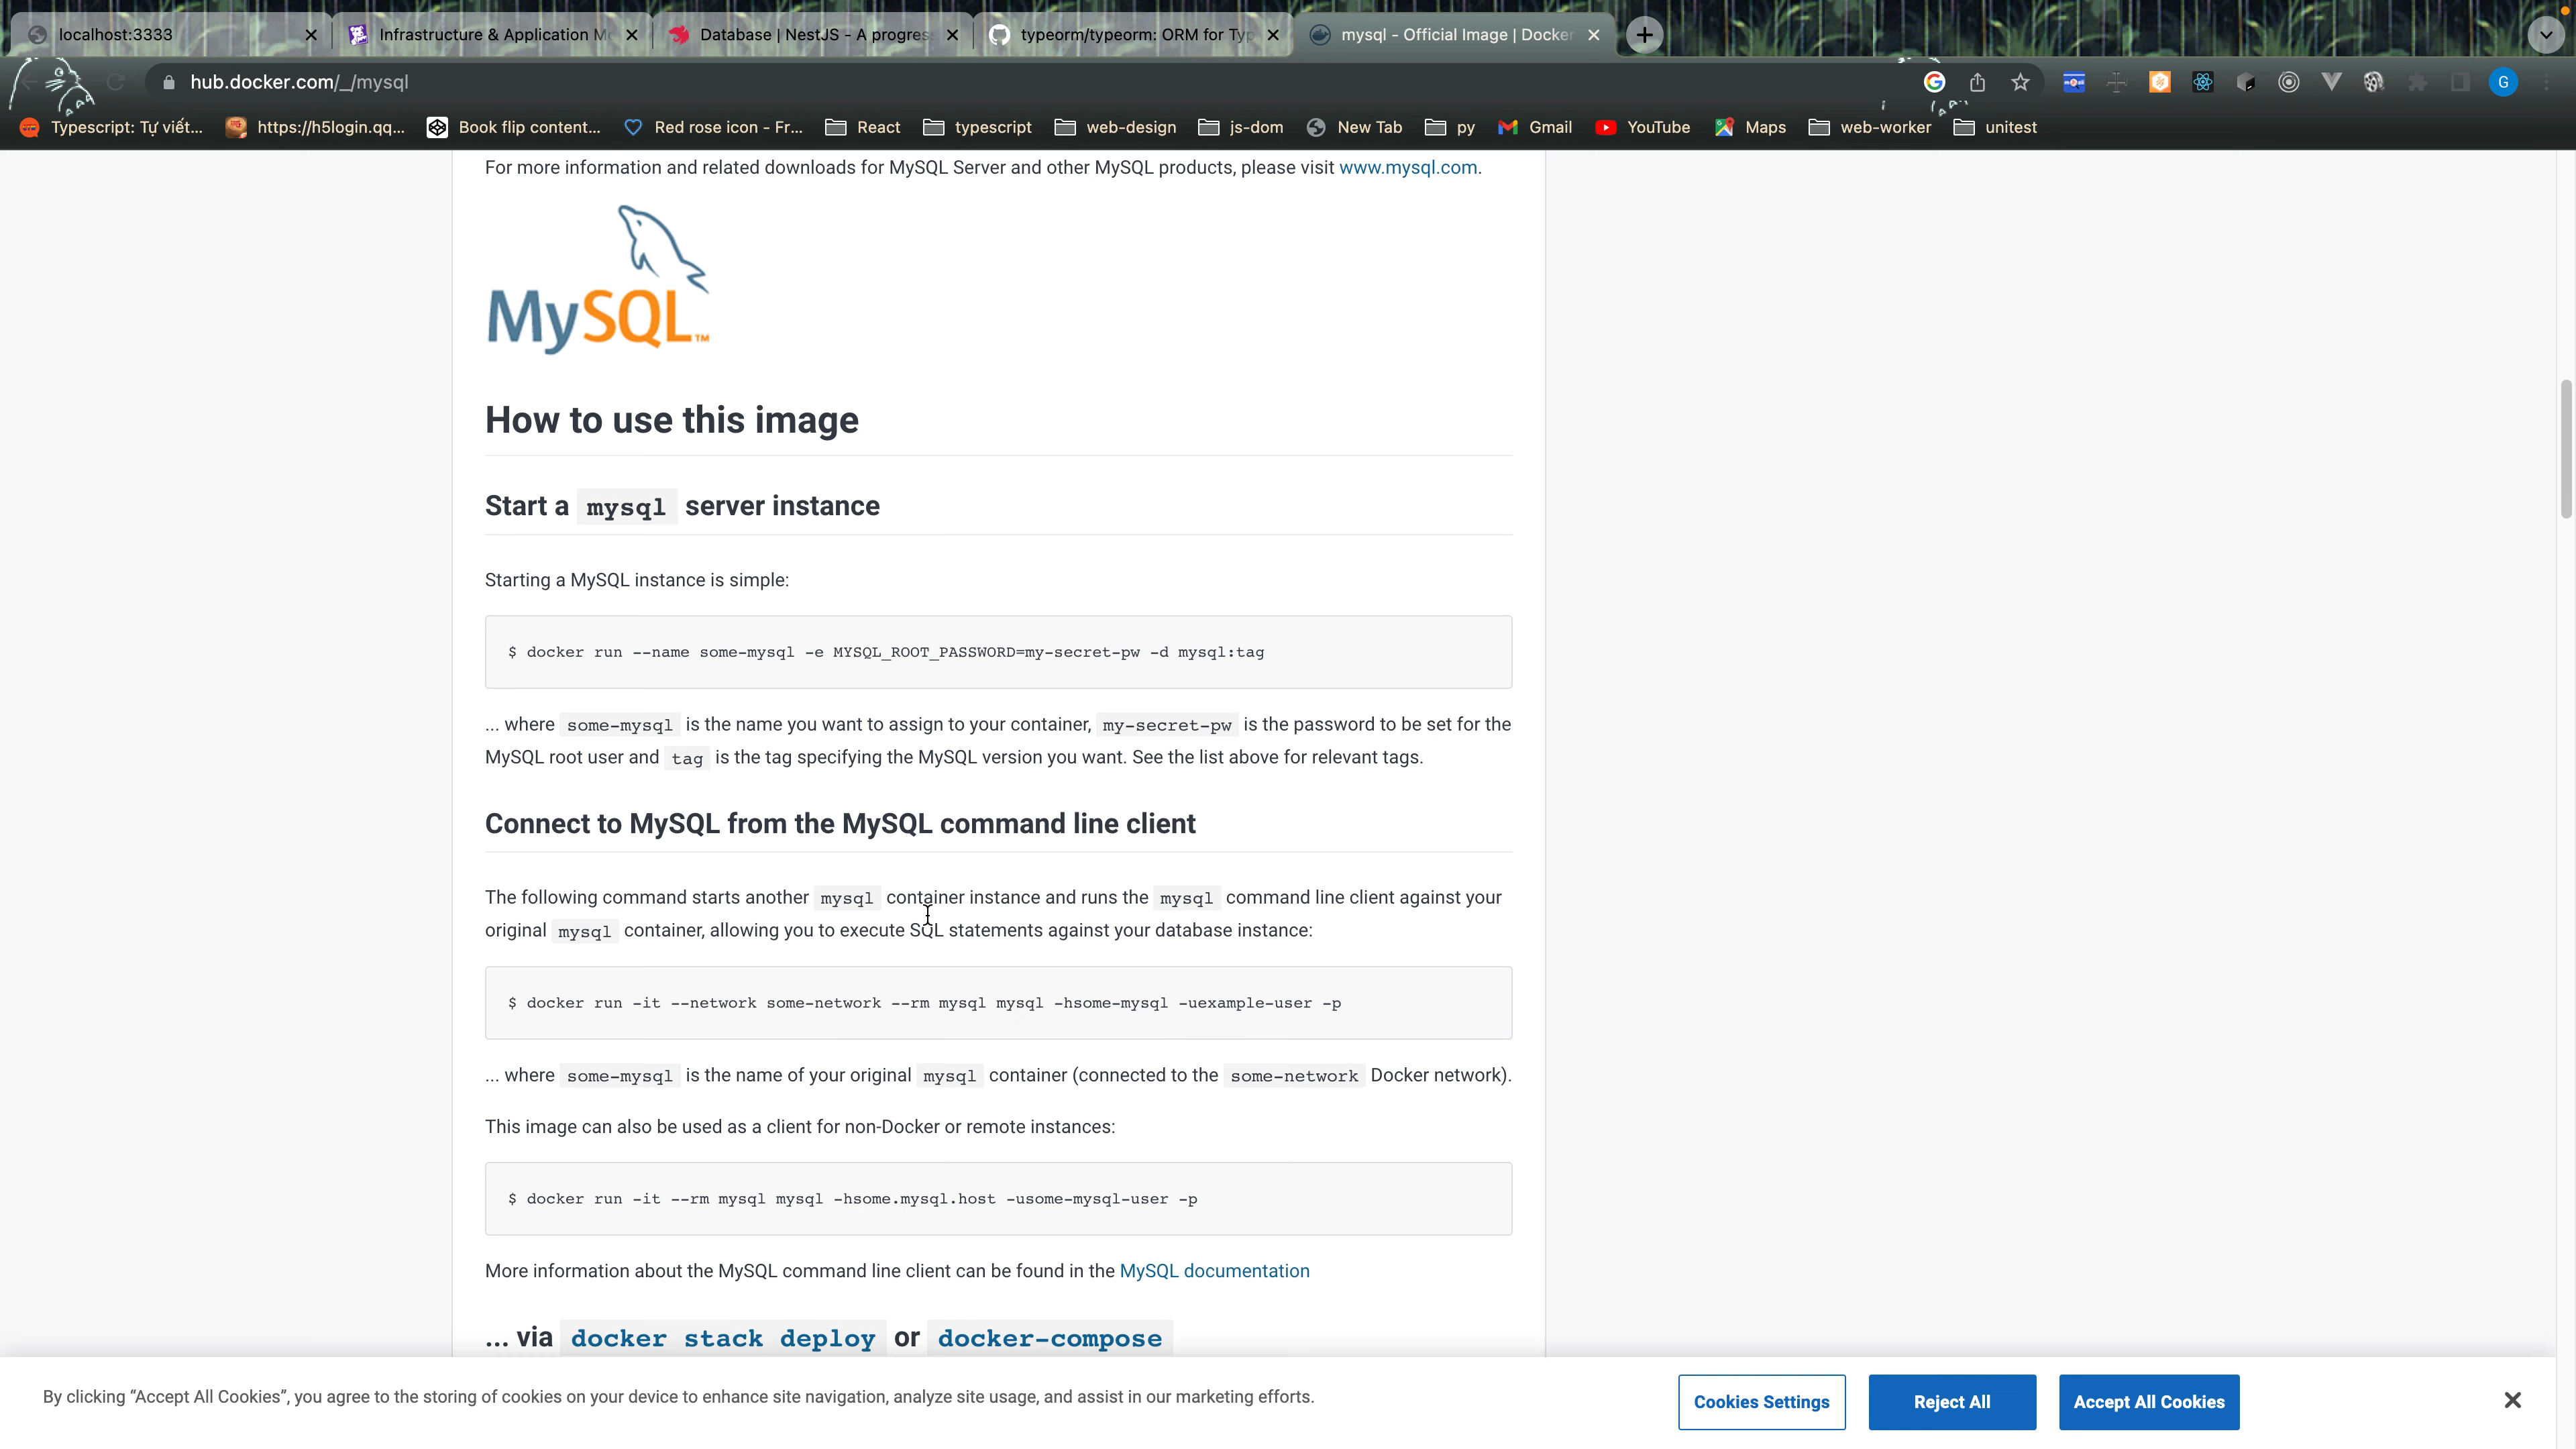 localhost:3333
Infrastructure & Application Mo
Database | NestJS - A progress
typeorm/typeorm: ORM for Typ
mysql - Official Image | Docker
hub.docker.com/_/mysql
G
Typescript: Tự viết...
https://h5login.qq...
Book flip content...
Red rose icon - Fr...
React
typescript
web-design
js-dom
New Tab
py
Gmail
YouTube
Maps
web-worker
unitest
For more information and related downloads for MySQL Server and other MySQL products, please visit www.mysql.com.
MySQL™
How to use this image
Start a mysql server instance
Starting a MySQL instance is simple:
$ docker run --name some-mysql -e MYSQL_ROOT_PASSWORD=my-secret-pw -d mysql:tag
... where some-mysql is the name you want to assign to your container, my-secret-pw is the password to be set for the
MySQL root user and tag is the tag specifying the MySQL version you want. See the list above for relevant tags.
Connect to MySQL from the MySQL command line client
The following command starts another mysql container instance and runs the mysql command line client against your
original mysql container, allowing you to execute SQL statements against your database instance:
$ docker run -it --network some-network --rm mysql mysql -hsome-mysql -uexample-user -p
... where some-mysql is the name of your original mysql container (connected to the some-network Docker network).
This image can also be used as a client for non-Docker or remote instances:
$ docker run -it --rm mysql mysql -hsome.mysql.host -usome-mysql-user -p
More information about the MySQL command line client can be found in the MySQL documentation
... via docker stack deploy or docker-compose
By clicking “Accept All Cookies”, you agree to the storing of cookies on your device to enhance site navigation, analyze site usage, and assist in our marketing efforts.
Cookies Settings
Reject All
Accept All Cookies